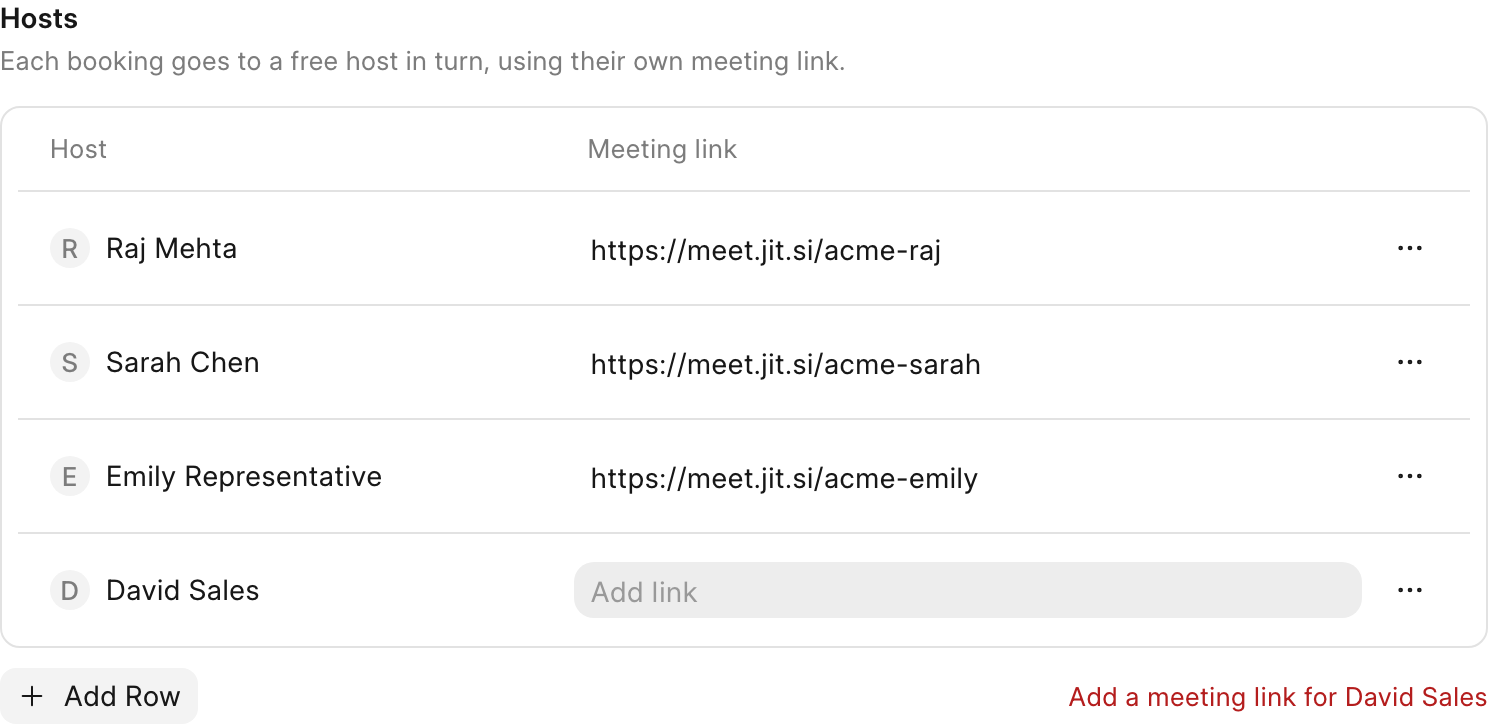 Hosts
Each booking goes to a free host in turn, using their own meeting link.
Host Meeting link
R Raj Mehta https://meet.jit.si/acme-raj ...
S Sarah Chen https://meet.jit.si/acme-sarah ...
E Emily Representative https://meet.jit.si/acme-emily ...
D David Sales Add link ...
+ Add Row Add a meeting link for David Sales